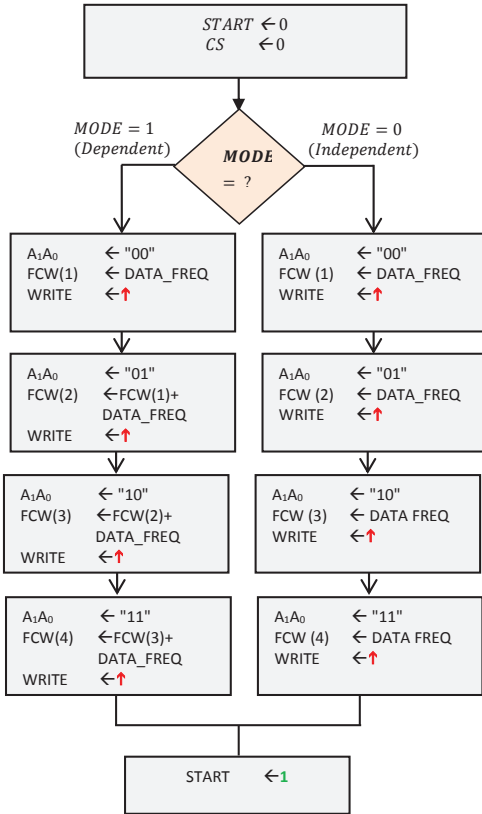 START ←0
CS ←0
MODE = 1
(Dependent)
MODE = 0
(Independent)
MODE
= ?
A₁A₀ ← "00"
FCW(1) ← DATA_FREQ
WRITE ←↑
A₁A₀ ← "01"
FCW(2) ←FCW(1)+
DATA_FREQ
WRITE ←↑
A₁A₀ ← "10"
FCW(3) ←FCW(2)+
DATA_FREQ
WRITE ←↑
A₁A₀ ← "11"
FCW(4) ←FCW(3)+
DATA_FREQ
WRITE ←↑
A₁A₀ ← "00"
FCW (1) ← DATA_FREQ
WRITE ←↑
A₁A₀ ← "01"
FCW (2) ← DATA_FREQ
WRITE ←↑
A₁A₀ ← "10"
FCW (3) ← DATA FREQ
WRITE ←↑
A₁A₀ ← "11"
FCW (4) ← DATA FREQ
WRITE ←↑
START ←1